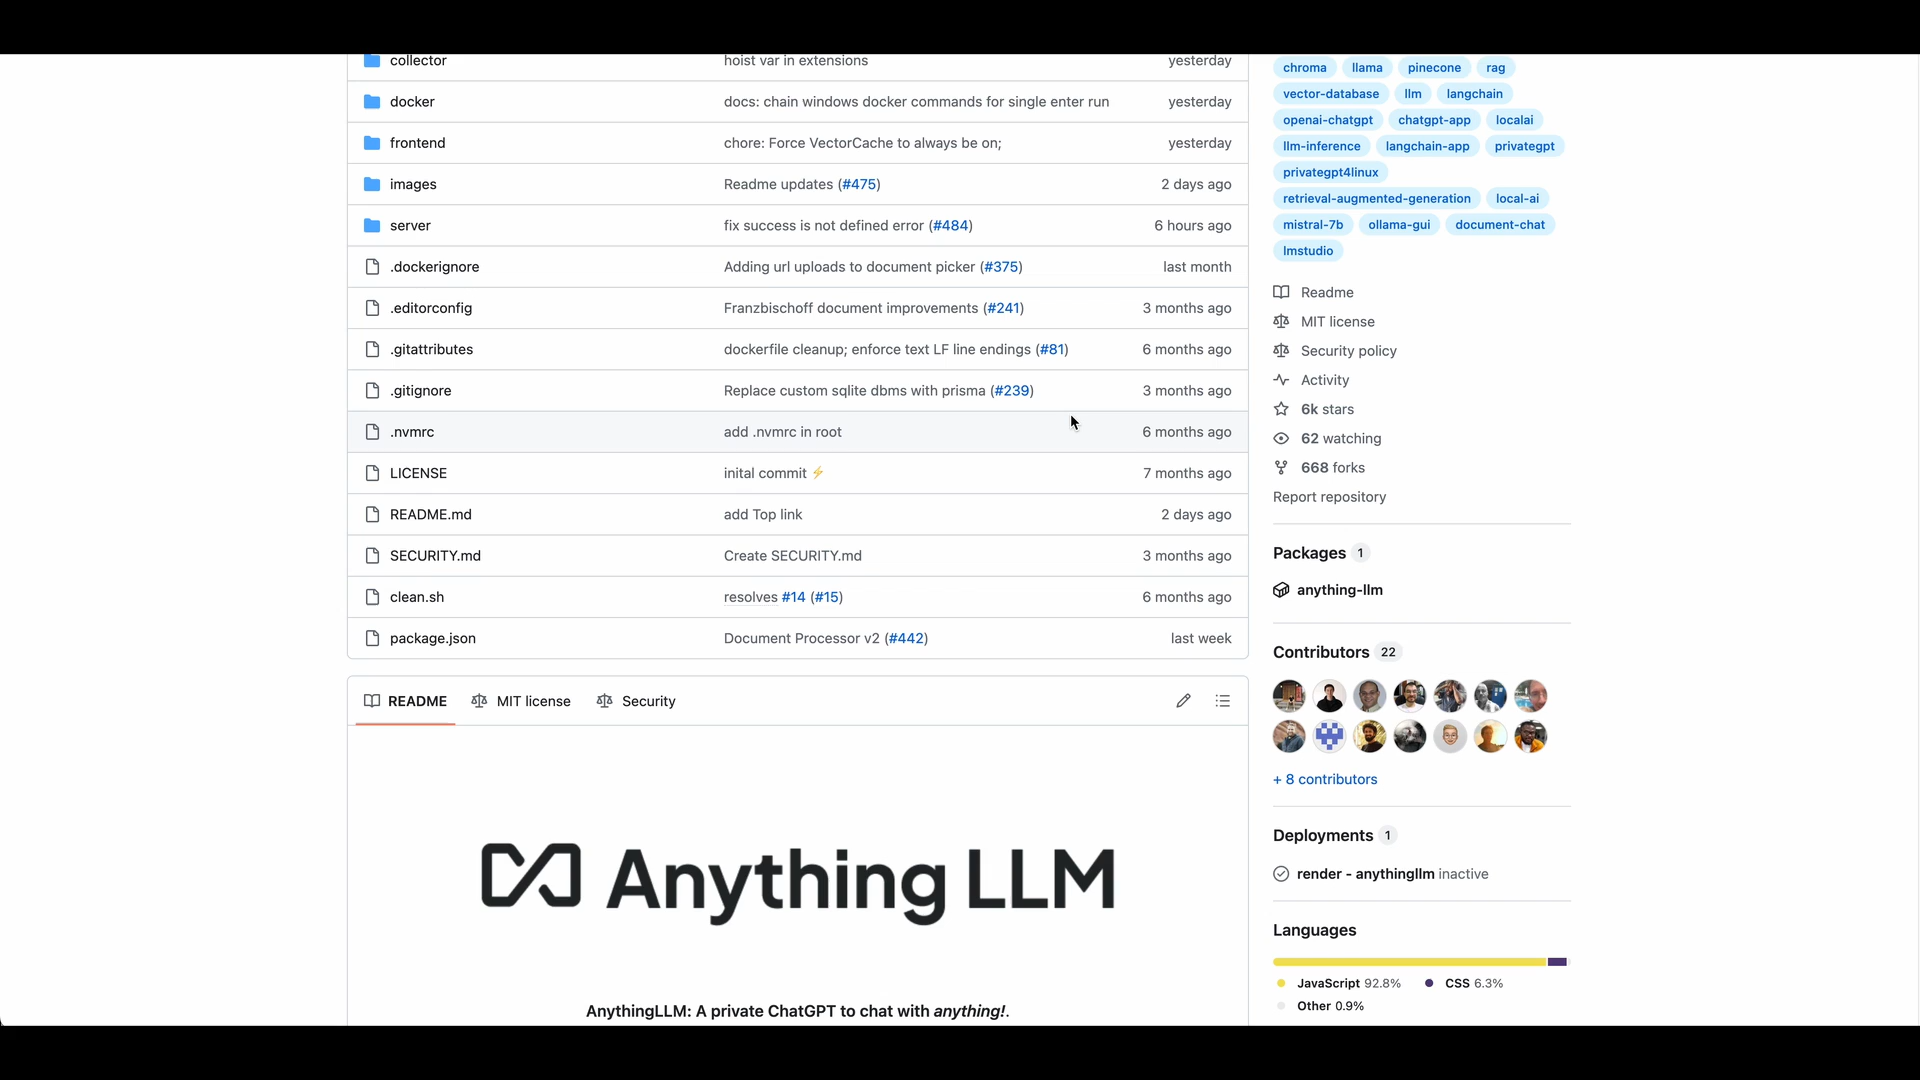 collector hoist var in extensions yesterday
docker docs: chain windows docker commands for single enter run yesterday
frontend chore: Force VectorCache to always be on; yesterday
images Readme updates (#475) 2 days ago
server fix success is not defined error (#484) 6 hours ago
.dockerignore Adding url uploads to document picker (#375) last month
.editorconfig Franzbischoff document improvements (#241) 3 months ago
.gitattributes dockerfile cleanup; enforce text LF line endings (#81) 6 months ago
.gitignore Replace custom sqlite dbms with prisma (#239) 3 months ago
.nvmrc add .nvmrc in root 6 months ago
LICENSE inital commit ⚡ 7 months ago
README.md add Top link 2 days ago
SECURITY.md Create SECURITY.md 3 months ago
clean.sh resolves #14 (#15) 6 months ago
package.json Document Processor v2 (#442) last week
README MIT license Security
Anything LLM
AnythingLLM: A private ChatGPT to chat with anything!.
chroma llama pinecone rag
vector-database llm langchain
openai-chatgpt chatgpt-app localai
llm-inference langchain-app privategpt
privategpt4linux
retrieval-augmented-generation local-ai
mistral-7b ollama-gui document-chat
lmstudio
Readme
MIT license
Security policy
Activity
6k stars
62 watching
668 forks
Report repository
Packages 1
anything-llm
Contributors 22
+ 8 contributors
Deployments 1
render - anythingllm inactive
Languages
JavaScript 92.8% CSS 6.3%
Other 0.9%